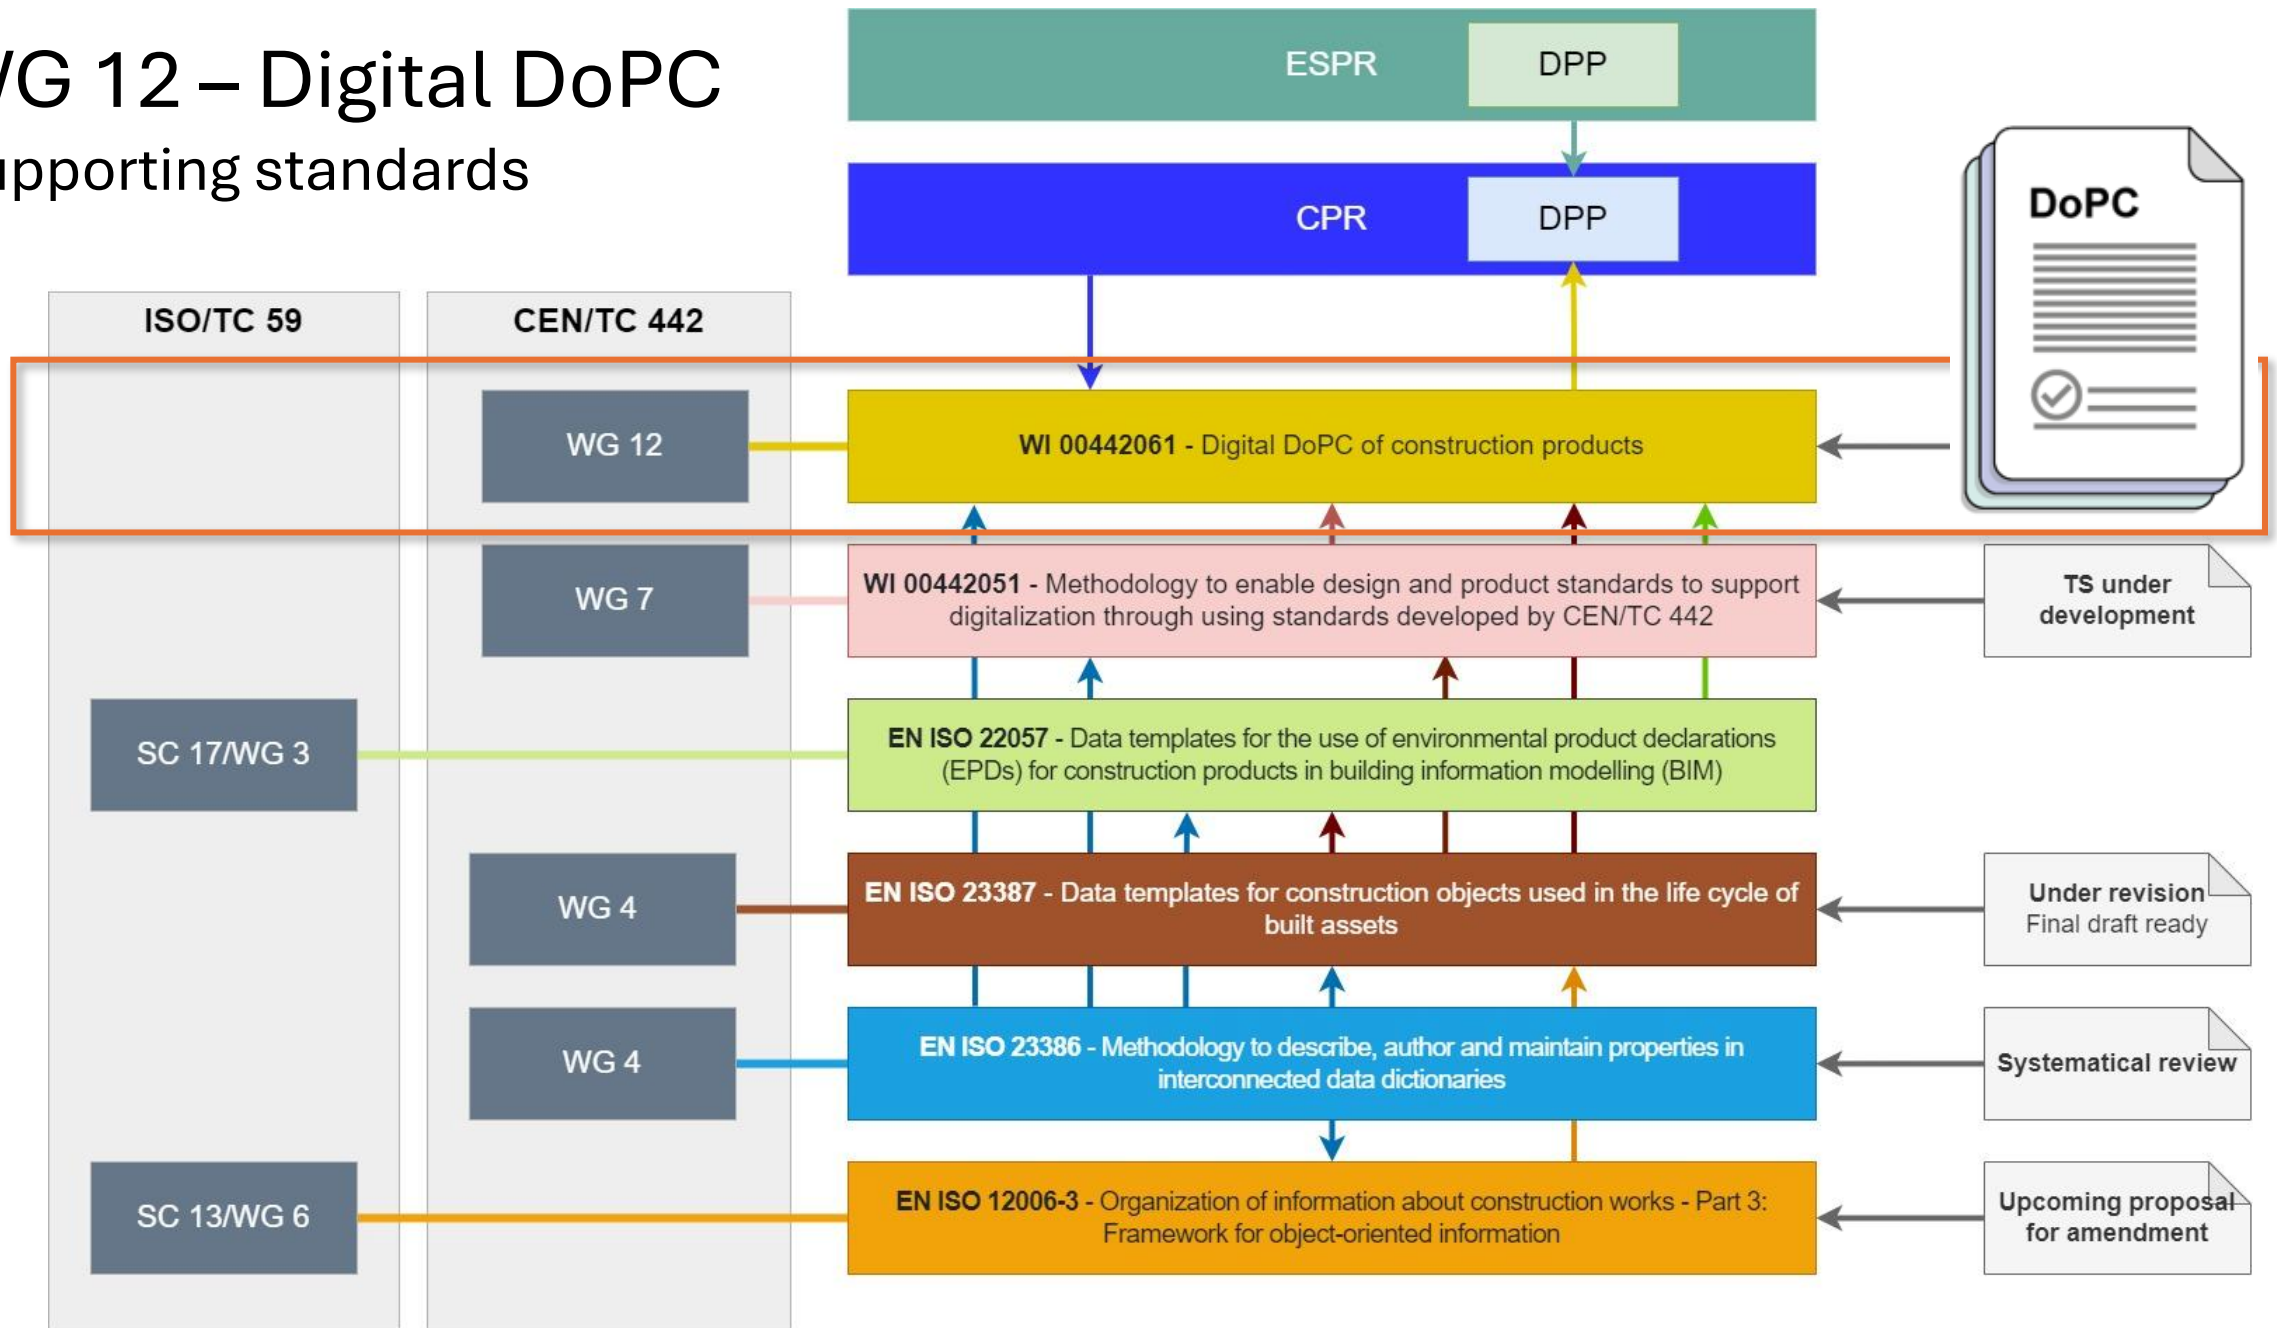 WG 12 – Digital DoPC
upporting standards
ESPR
DPP
CPR
DPP
DoPC
ISO/TC 59
CEN/TC 442
WG 12
WI 00442061 - Digital DoPC of construction products
WG 7
WI 00442051 - Methodology to enable design and product standards to support
digitalization through using standards developed by CEN/TC 442
TS under
development
SC 17/WG 3
EN ISO 22057 - Data templates for the use of environmental product declarations
(EPDs) for construction products in building information modelling (BIM)
WG 4
EN ISO 23387 - Data templates for construction objects used in the life cycle of
built assets
Under revision
Final draft ready
WG 4
EN ISO 23386 - Methodology to describe, author and maintain properties in
interconnected data dictionaries
Systematical review
SC 13/WG 6
EN ISO 12006-3 - Organization of information about construction works - Part 3:
Framework for object-oriented information
Upcoming proposal
for amendment